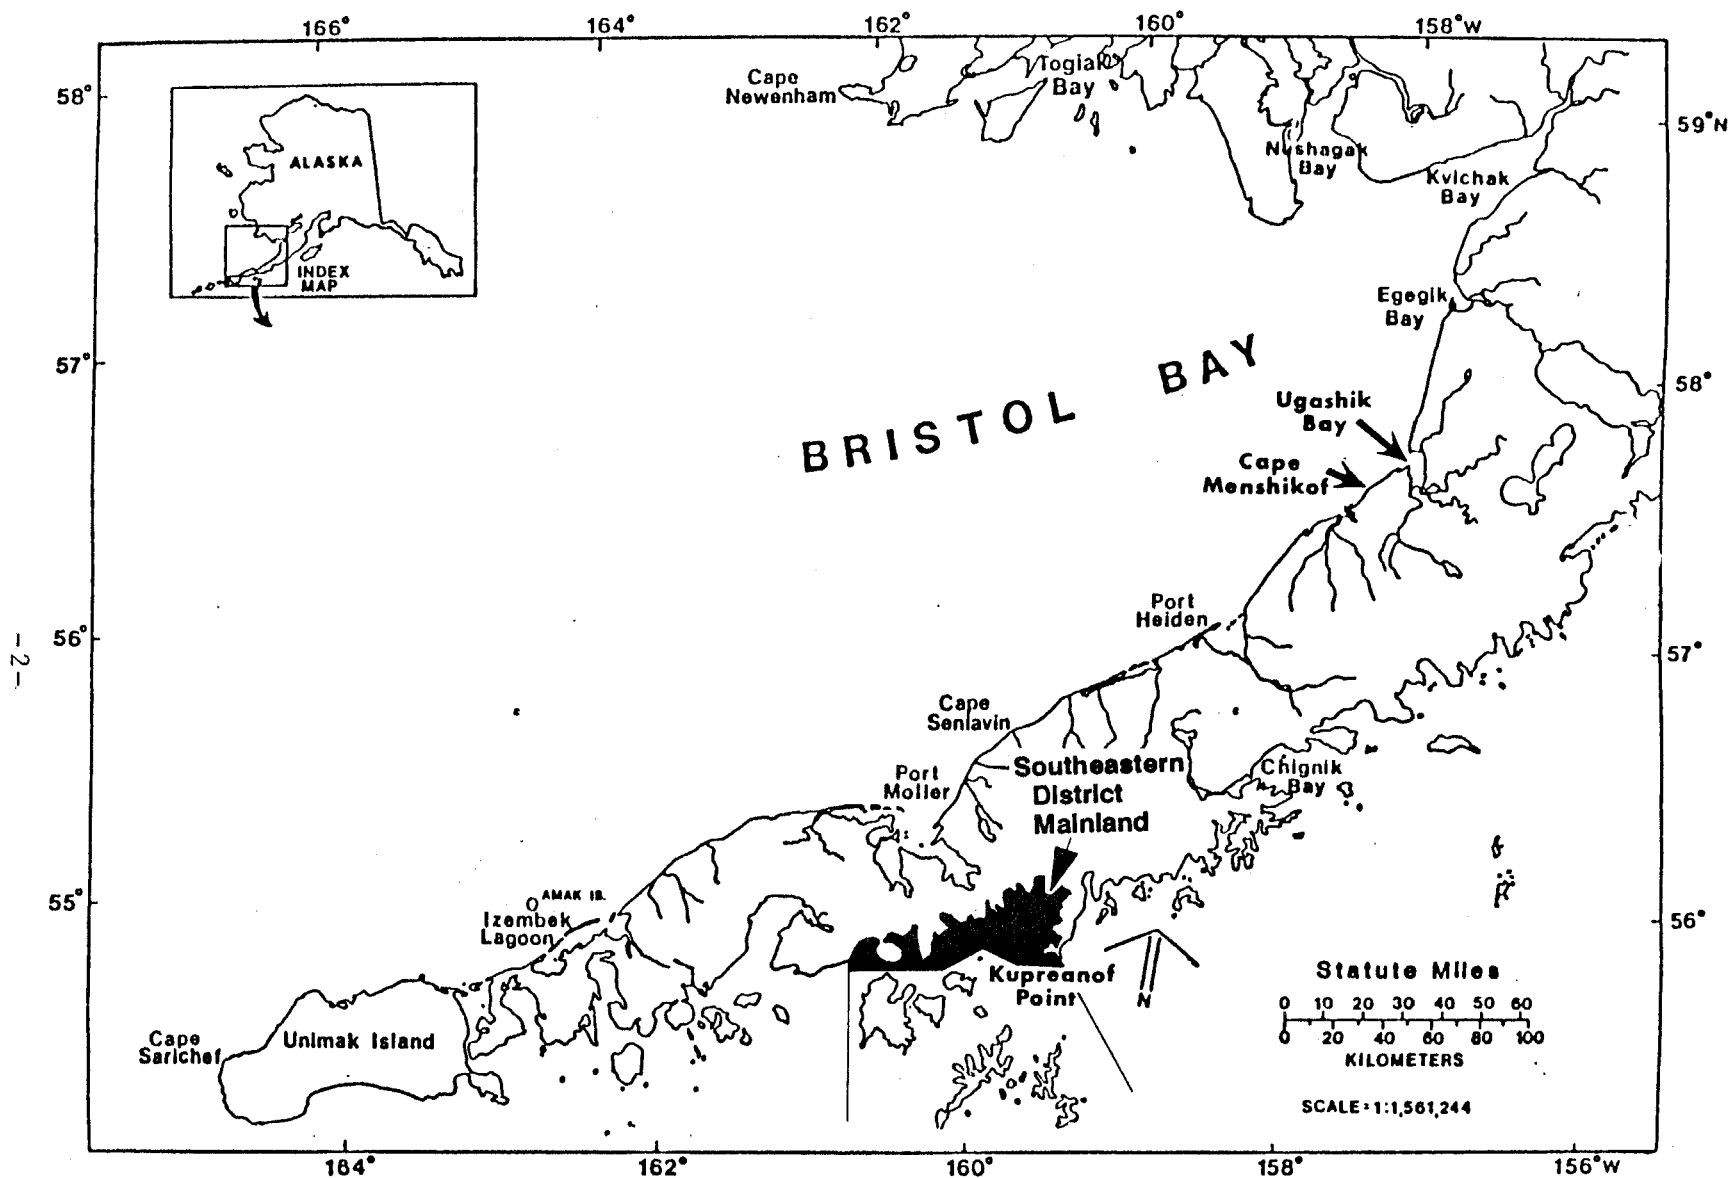 166° 164° 162° 160° 158°W
58°
57°
56°
55°
59°N
58°
57°
56°
164° 162° 160° 158° 156°W
-2-
ALASKA
INDEX
MAP
Cape
Newenham
Togiak
Bay
Nushagak
Bay
Kvichak
Bay
Egegik
Bay
BRISTOL BAY
Ugashik
Bay
Cape
Menshikof
Port
Heiden
Cape
Seniavin
Port
Moller
Southeastern
District
Mainland
Chignik
Bay
AMAK IS.
Izembek
Lagoon
Kupreanof
Point
N
Cape
Sarichef
Unimak Island
Statute Miles
0 10 20 30 40 50 60
0 20 40 60 80 100
KILOMETERS
SCALE=1:1,561,244